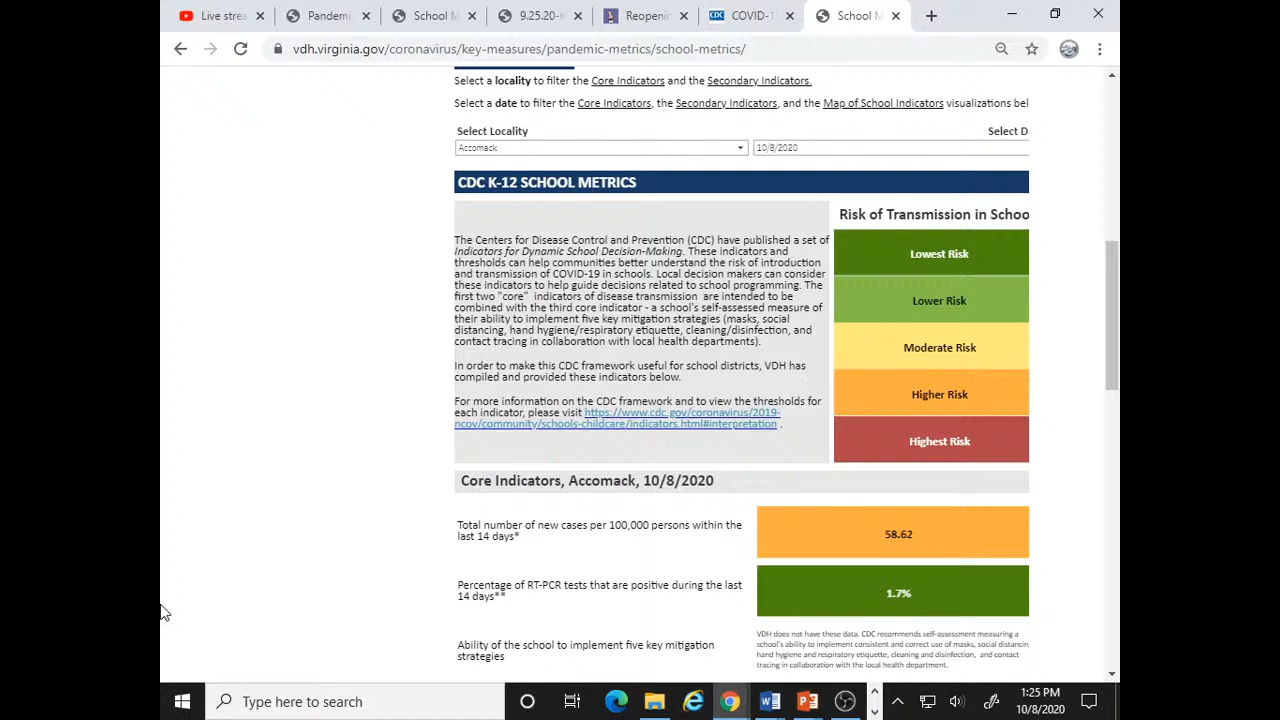 Live strea
Pandem
School M
9.25.20-
Reopenin
CDC COVID-1
School M
vdh.virginia.gov/coronavirus/key-measures/pandemic-metrics/school-metrics/
Select a locality to filter the Core Indicators and the Secondary Indicators.
Select a date to filter the Core Indicators, the Secondary Indicators, and the Map of School Indicators visualizations bel
Select Locality
Select D
Accomack
10/8/2020
CDC K-12 SCHOOL METRICS
The Centers for Disease Control and Prevention (CDC) have published a set of
Indicators for Dynamic School Decision-Making. These indicators and
thresholds can help communities better understand the risk of introduction
and transmission of COVID-19 in schools. Local decision makers can consider
these indicators to help guide decisions related to school programming. The
first two "core" indicators of disease transmission are intended to be
combined with the third core indicator - a school's self-assessed measure of
their ability to implement five key mitigation strategies (masks, social
distancing, hand hygiene/respiratory etiquette, cleaning/disinfection, and
contact tracing in collaboration with local health departments).
In order to make this CDC framework useful for school districts, VDH has
compiled and provided these indicators below.
For more information on the CDC framework and to view the thresholds for
each indicator, please visit https://www.cdc.gov/coronavirus/2019-
ncov/community/schools-childcare/indicators.html#interpretation .
Risk of Transmission in Schoo
Lowest Risk
Lower Risk
Moderate Risk
Higher Risk
Highest Risk
Core Indicators, Accomack, 10/8/2020
Total number of new cases per 100,000 persons within the
last 14 days*
58.62
Percentage of RT-PCR tests that are positive during the last
14 days**
1.7%
Ability of the school to implement five key mitigation
strategies
VDH does not have these data. CDC recommends self-assessment measuring a
school's ability to implement consistent and correct use of masks, social distancin
hand hygiene and respiratory etiquette, cleaning and disinfection, and contact
tracing in collaboration with the local health department.
Type here to search
1:25 PM
10/8/2020